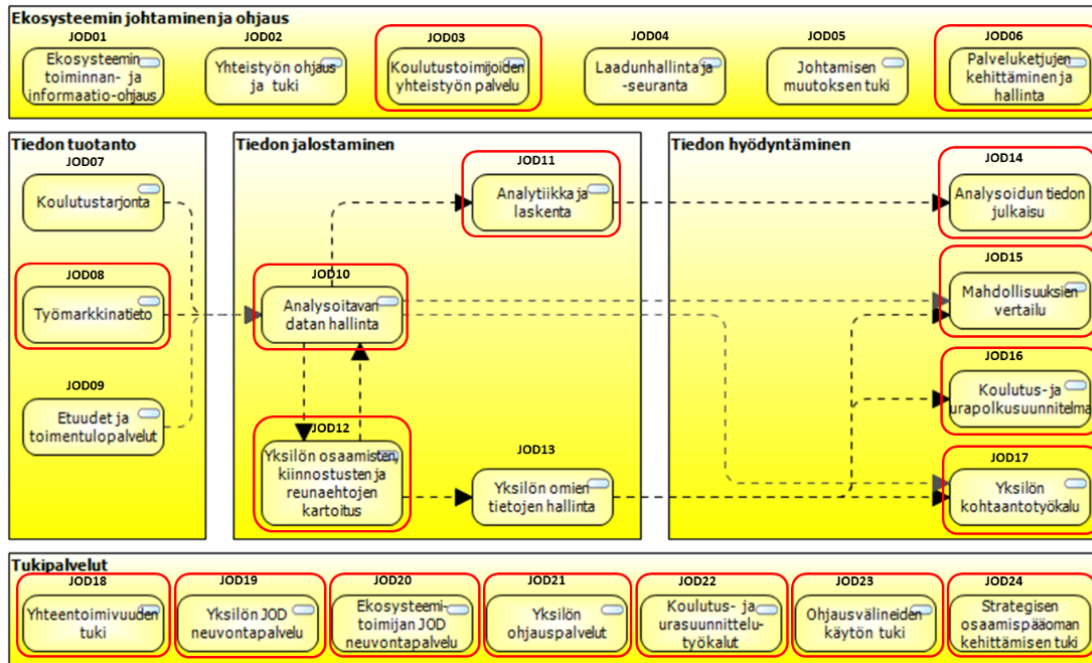 Ekosysteemin johtaminen ja ohjaus
JOD01
JOD02
JOD03
JOD04
JOD05
JOD06
Ekosysteemin
toiminnan- ja
informaatio-ohjaus
Yhteistyön ohjaus
ja tuki
Koulutustoimijoiden
yhteistyön palvelu
Laadunhallinta ja
-seuranta
Johtamisen
muutoksen tuki
Palveluketjujen
kehittäminen ja
hallinta
Tiedon tuotanto
JOD07
Koulutustarjonta
JOD08
Työmarkkinatieto
JOD09
Etuudet ja
toimentulopalvelut
Tiedon jalostaminen
JOD11
Analytiikka ja
laskenta
JOD10
Analysoitavan
datan hallinta
JOD12
Yksilön osaamisten,
kiinnostusten ja
reunaehtojen
kartoitus
JOD13
Yksilön omien
tietojen hallinta
Tiedon hyödyntäminen
JOD14
Analysoidun tiedon
julkaisu
JOD15
Mahdollisuuksien
vertailu
JOD16
Koulutus- ja
urapolkusuunnitelma
JOD17
Yksilön
kohtaantotyökalu
Tukipalvelut
JOD18
JOD19
JOD20
JOD21
JOD22
JOD23
JOD24
Yhteentoimivuuden
tuki
Yksilön JOD
neuvontapalvelu
Ekosysteemi-
toimijan JOD
neuvontapalvelu
Yksilön
ohjauspalvelut
Koulutus- ja
urasuunnittelu-
työkalut
Ohjausvälineiden
käytön tuki
Strategisen
osaamispääoman
kehittämisen tuki